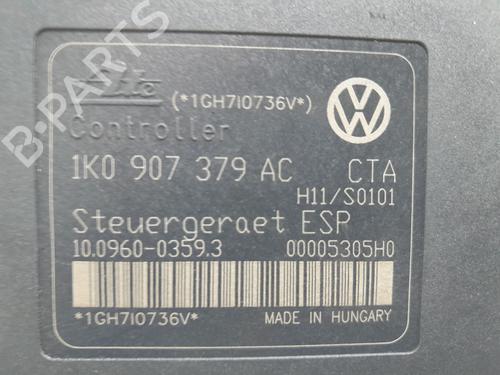 Ate (*1GH7I0736V*)
Controller
1K0 907 379 AC CTA
H11/S0101
Steuergeraet ESP
10.0960-0359.3 00005305H0
*1GH7I0736V* MADE IN HUNGARY
B-PARTS